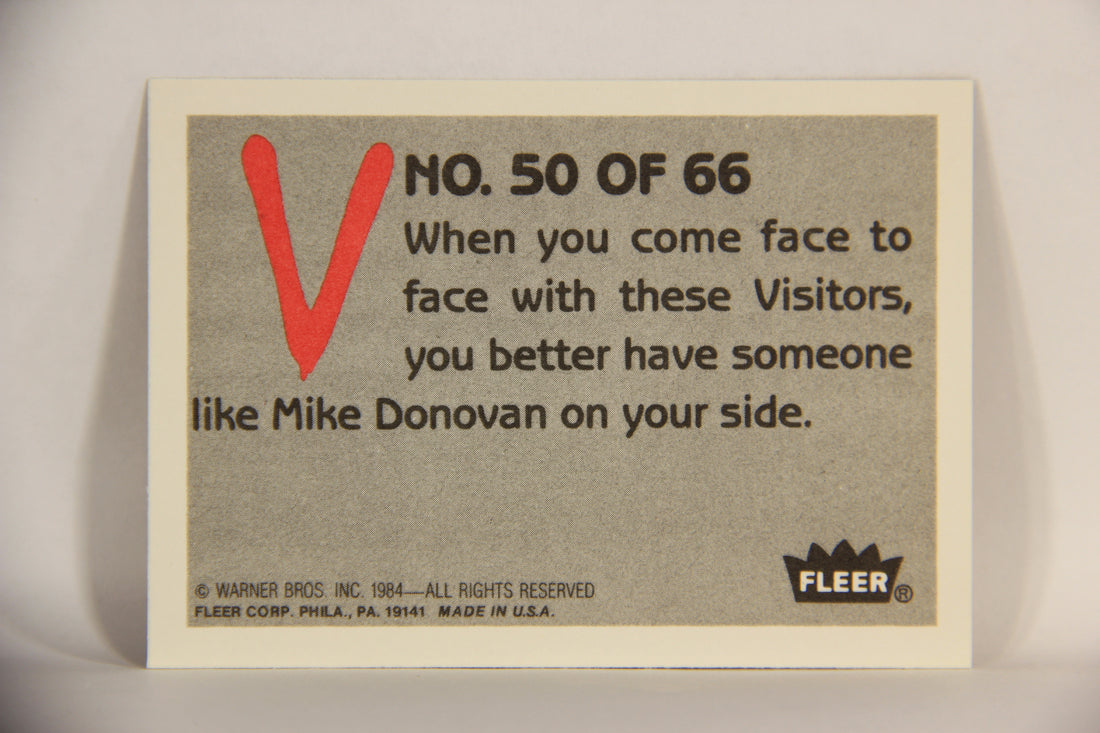 V
NO. 50 OF 66
When you come face to
face with these Visitors,
you better have someone
like Mike Donovan on your side.
© WARNER BROS. INC. 1984—ALL RIGHTS RESERVED
FLEER CORP. PHILA., PA. 19141 MADE IN U.S.A.
FLEER®